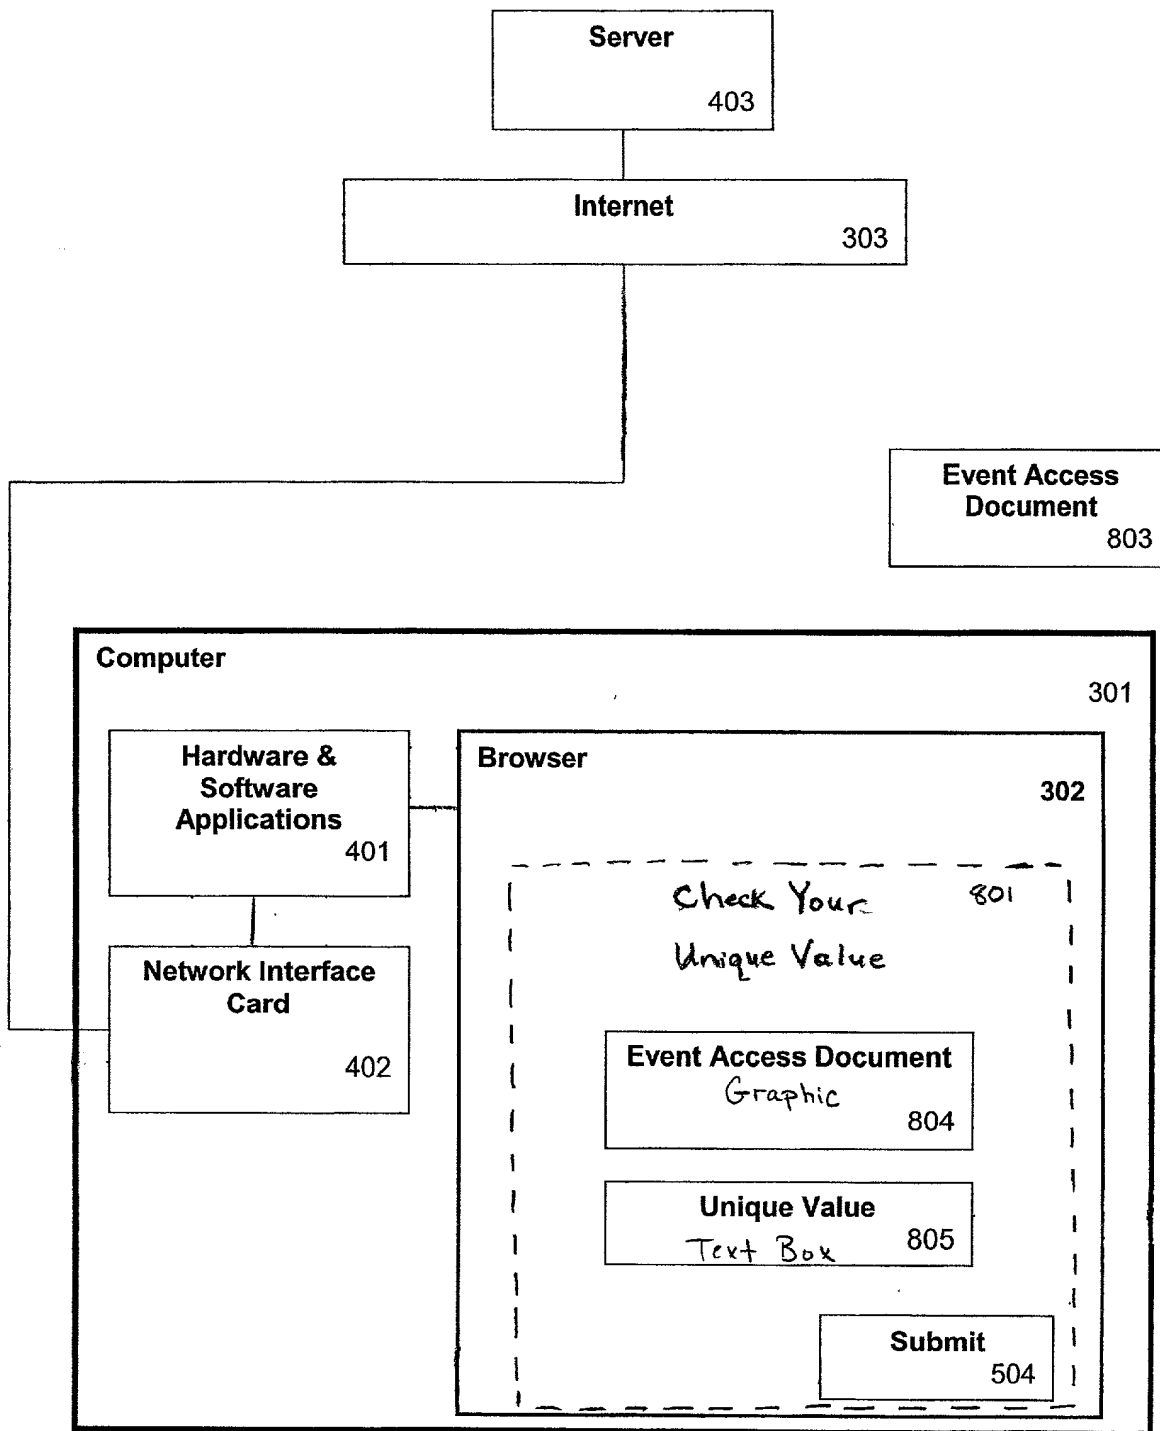 Server
403
Internet
303
Event Access
Document
803
Computer
301
Hardware &
Software
Applications
401
Browser
302
Check Your
801
Unique Value
Network Interface
Card
402
Event Access Document
Graphic
804
Unique Value
Text Box
805
Submit
504